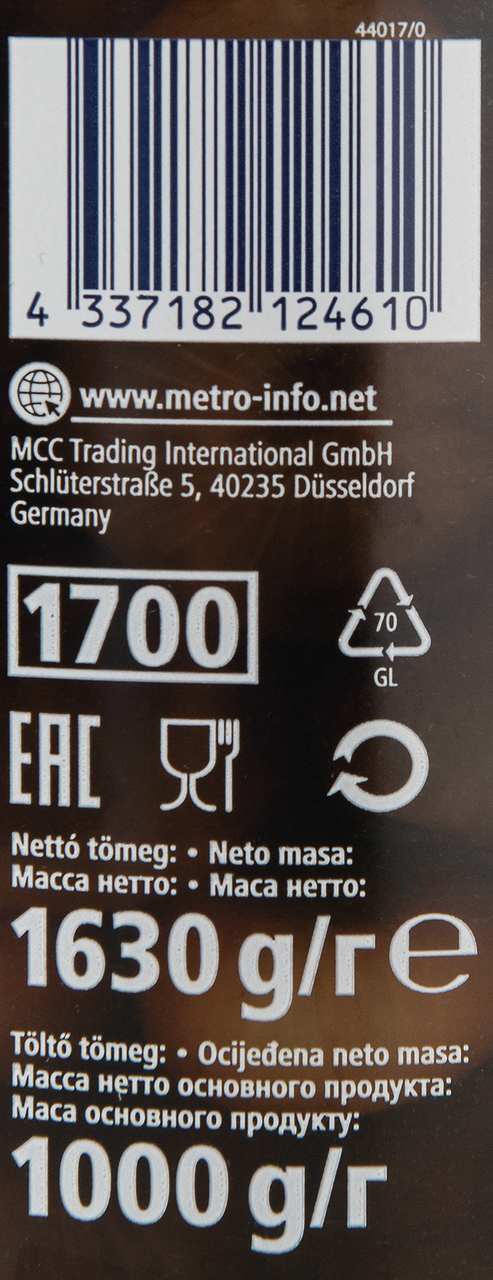 44017/0
4 337182 124610
www.metro-info.net
MCC Trading International GmbH
Schlüterstraße 5, 40235 Düsseldorf
Germany
1700
70
GL
EAC
Nettó tömeg: • Neto masa:
Масса нетто: • Маса нетто:
1630 g/г ℮
Töltő tömeg: • Ocijeđena neto masa:
Масса нетто основного продукта:
Маса основного продукту:
1000 g/г